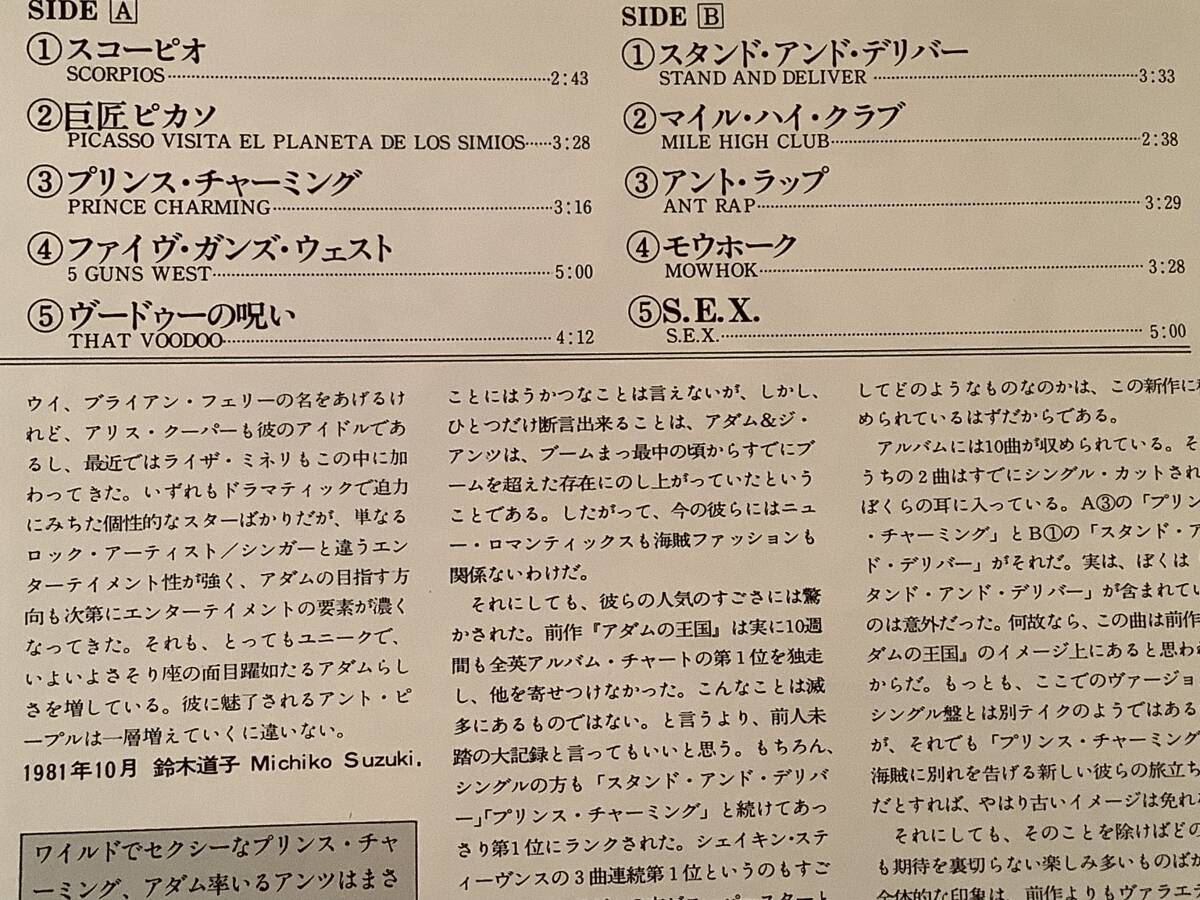 SIDE A
①スコーピオ
SCORPIOS 2:43
②巨匠ピカソ
PICASSO VISITA EL PLANETA DE LOS SIMIOS 3:28
③プリンス・チャーミング
PRINCE CHARMING 3:16
④ファイヴ・ガンズ・ウェスト
5 GUNS WEST 5:00
⑤ヴードゥーの呪い
THAT VOODOO 4:12
SIDE B
①スタンド・アンド・デリバー
STAND AND DELIVER 3:33
②マイル・ハイ・クラブ
MILE HIGH CLUB 2:38
③アント・ラップ
ANT RAP 3:29
④モウホーク
MOWHOK 3:28
⑤S.E.X.
S.E.X. 5:00
ウイ、ブライアン・フェリーの名をあげるけ
れど、アリス・クーパーも彼のアイドルであ
るし、最近ではライザ・ミネリもこの中に加
わってきた。いずれもドラマティックで迫力
にみちた個性的なスターばかりだが、単なる
ロック・アーティスト/シンガーと違うエン
ターテイメント性が強く、アダムの目指す方
向も次第にエンターテイメントの要素が濃く
なってきた。それも、とってもユニークで、
いよいよさそり座の面目躍如たるアダムらし
さを増している。彼に魅了されるアント・ピ
ープルは一層増えていくに違いない。
1981年10月 鈴木道子 Michiko Suzuki.
ワイルドでセクシーなプリンス・チャ
ーミング、アダム率いるアンツはまさ
ことにはうかつなことは言えないが、しかし、
ひとつだけ断言出来ることは、アダム&ジ・
アンツは、ブームまっ最中の頃からすでにブ
ームを超えた存在にのし上がっていたという
ことである。したがって、今の彼らにはニュ
ー・ロマンティックスも海賊ファッションも
関係ないわけだ。
それにしても、彼らの人気のすごさには驚
かされた。前作『アダムの王国』は実に10週
間も全英アルバム・チャートの第1位を独走
し、他を寄せつけなかった。こんなことは滅
多にあるものではない。と言うより、前人未
踏の大記録と言ってもいいと思う。もちろん、
シングルの方も「スタンド・アンド・デリバ
ー」「プリンス・チャーミング」と続けてあっ
さり第1位にランクされた。シェイキン・ステ
ィーヴンスの3曲連続第1位というのもすご
してどのようなものなのかは、この新作に
められているはずだからである。
アルバムには10曲が収められている。そ
うちの2曲はすでにシングル・カットされ
ぼくらの耳に入っている。A③の「プリン
・チャーミング」とB①の「スタンド・ア
ド・デリバー」がそれだ。実は、ぼくは
タンド・アンド・デリバー」が含まれてい
のは意外だった。何故なら、この曲は前作
ダムの王国』のイメージ上にあると思わ
からだ。もっとも、ここでのヴァージョ
シングル盤とは別テイクのようではある
が、それでも「プリンス・チャーミング
海賊に別れを告げる新しい彼らの旅立ち
だとすれば、やはり古いイメージは免れ
それにしても、そのことを除けばどの
も期待を裏切らない楽しみ多いものばか
全体的な印象は、前作よりもヴァラエテ